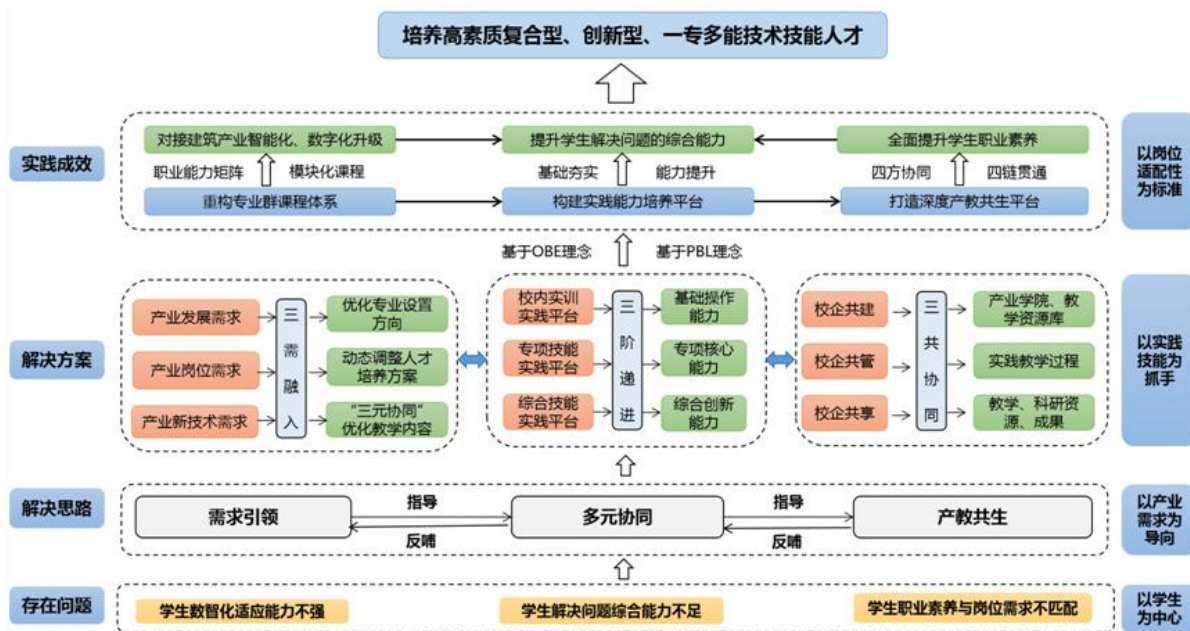 培养高素质复合型、创新型、一专多能技术技能人才
实践成效
对接建筑产业智能化、数字化升级
提升学生解决问题的综合能力
全面提升学生职业素养
职业能力矩阵
模块化课程
基础夯实
能力提升
四方协同
四链贯通
重构专业群课程体系
构建实践能力培养平台
打造深度产教共生平台
以岗位
适配性
为标准
基于OBE理念
基于PBL理念
解决方案
产业发展需求
产业岗位需求
产业新技术需求
三
需
融
入
优化专业设置
方向
动态调整人才
培养方案
“三元协同”
优化教学内容
校内实训
实践平台
专项技能
实践平台
综合技能
实践平台
三
阶
递
进
基础操作
能力
专项核心
能力
综合创新
能力
校企共建
校企共管
校企共享
三
共
协
同
产业学院、教
学资源库
实践教学过程
教学、科研资
源、成果
以实践
技能为
抓手
解决思路
需求引领
指导
反哺
多元协同
指导
反哺
产教共生
以产业
需求为
导向
存在问题
学生数智化适应能力不强
学生解决问题综合能力不足
学生职业素养与岗位需求不匹配
以学生
为中心